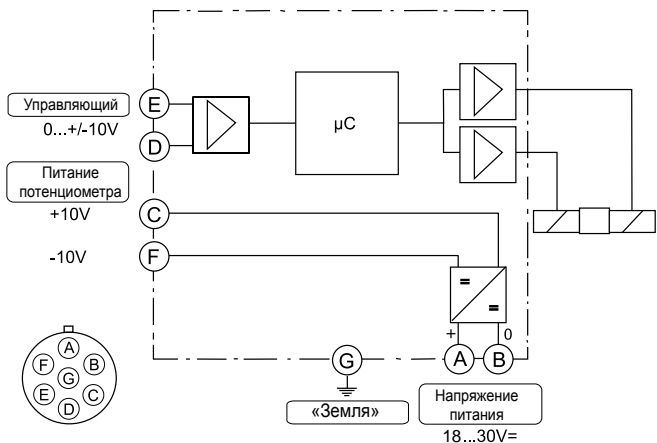 Управляющий
0...+/-10V
E
D
µC
Питание
потенциометра
+10V
C
-10V
F
=
=
+
0
G
A
B
«Земля»
Напряжение
питания
18...30V=
A
F
B
G
E
C
D